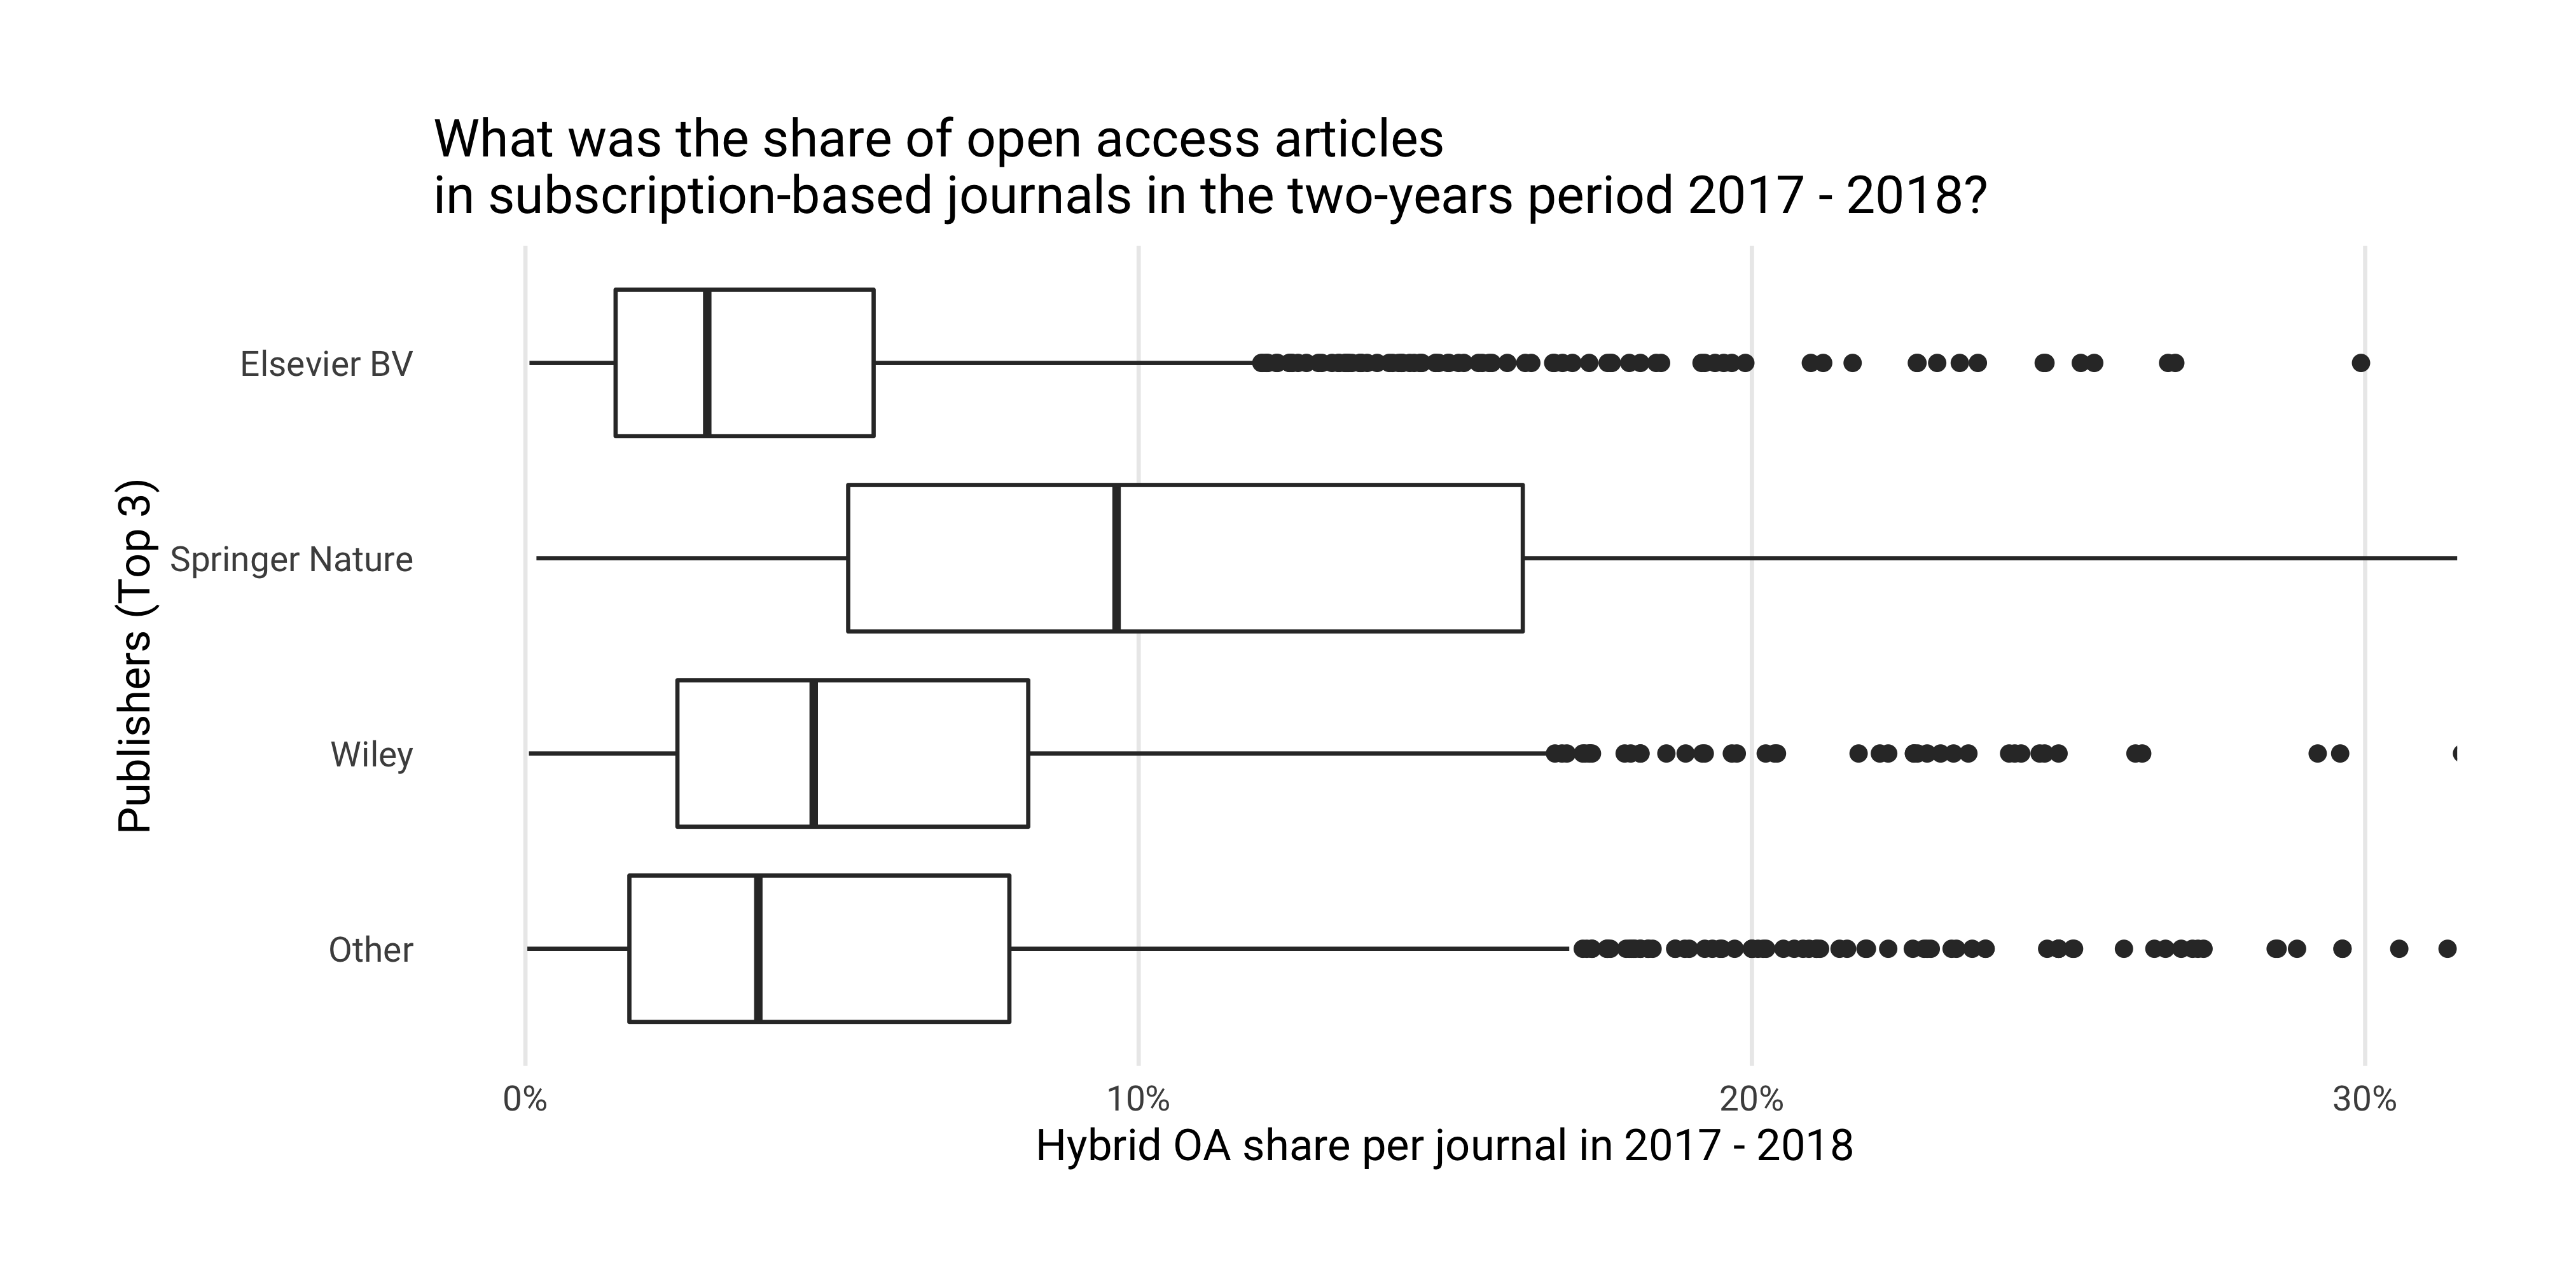 What was the share of open access articles
in subscription-based journals in the two-years period 2017 - 2018?
Publishers (Top 3)
Elsevier BV
Springer Nature
Wiley
Other
0%
10%
20%
30%
Hybrid OA share per journal in 2017 - 2018